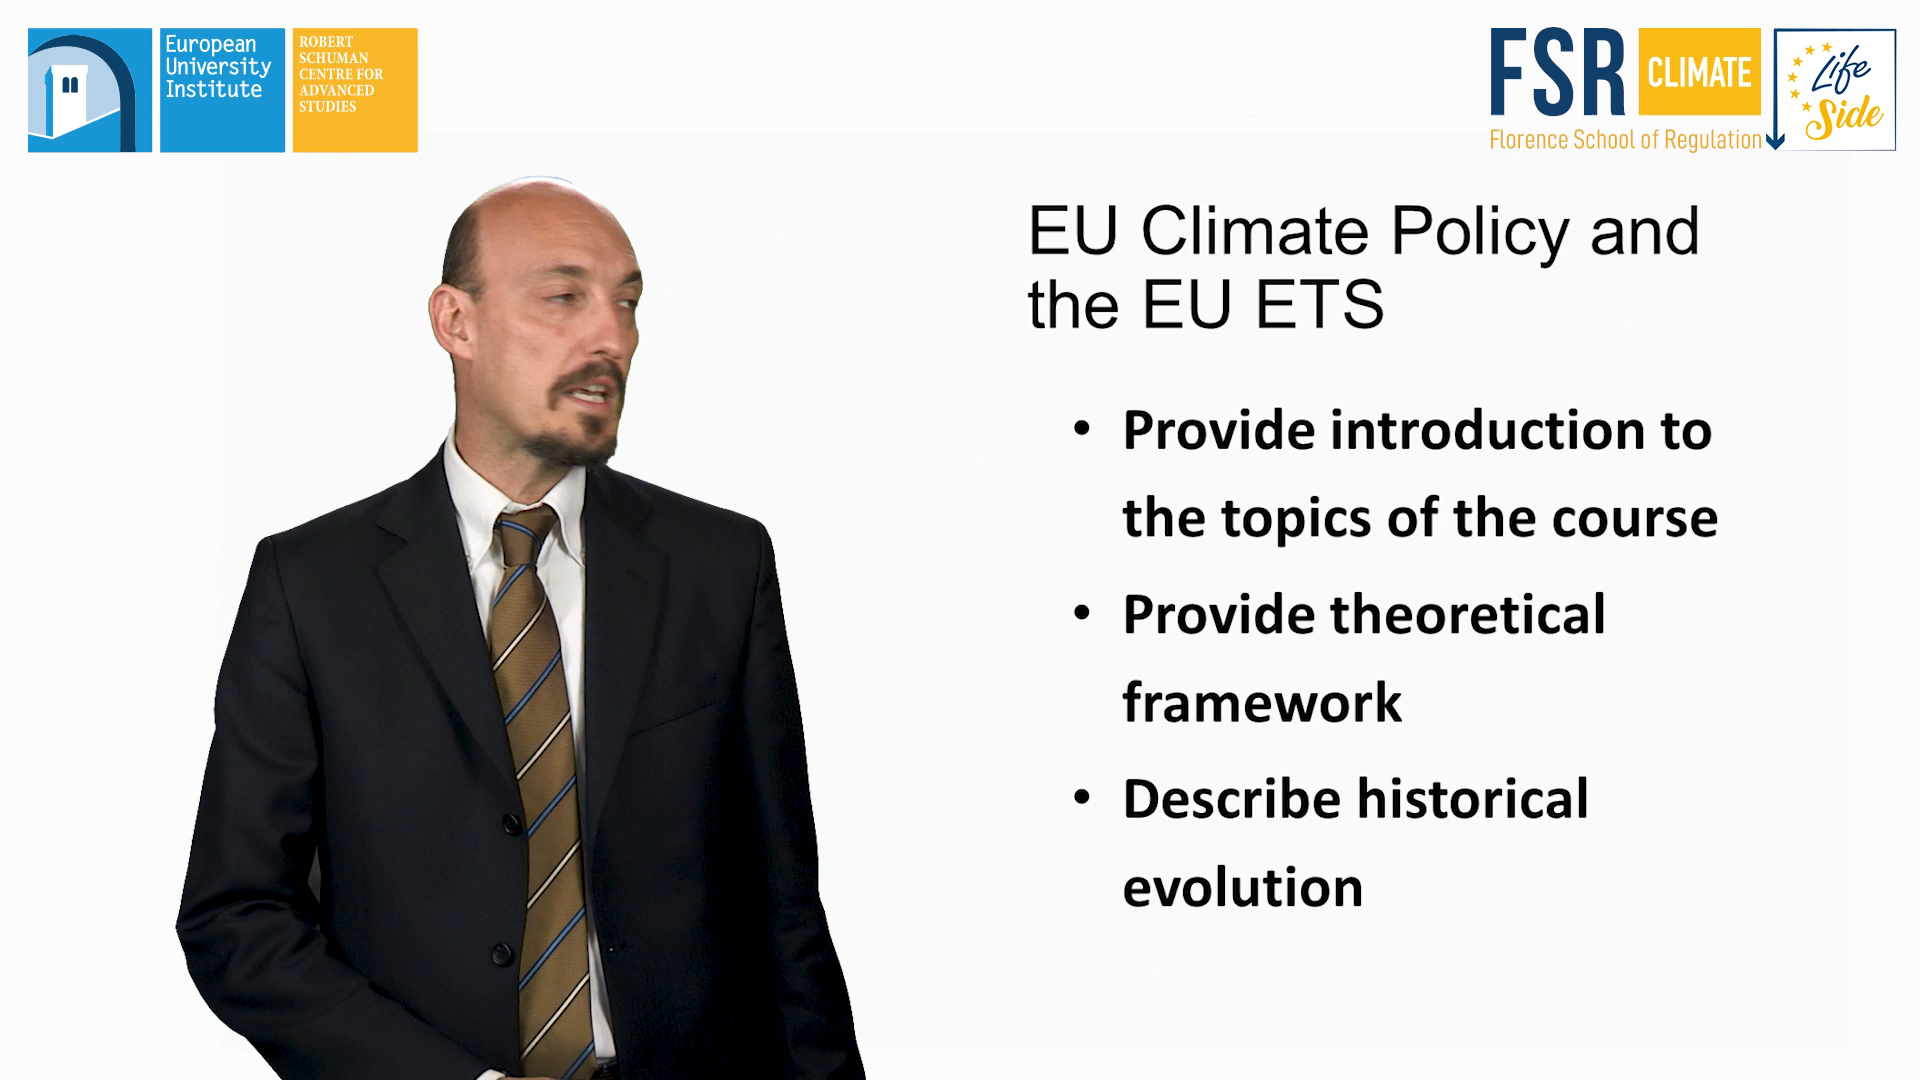 European
University
Institute
ROBERT
SCHUMAN
CENTRE FOR
ADVANCED
STUDIES
FSR CLIMATE
Florence School of Regulation
Life
Side
EU Climate Policy and
the EU ETS
• Provide introduction to
the topics of the course
• Provide theoretical
framework
• Describe historical
evolution